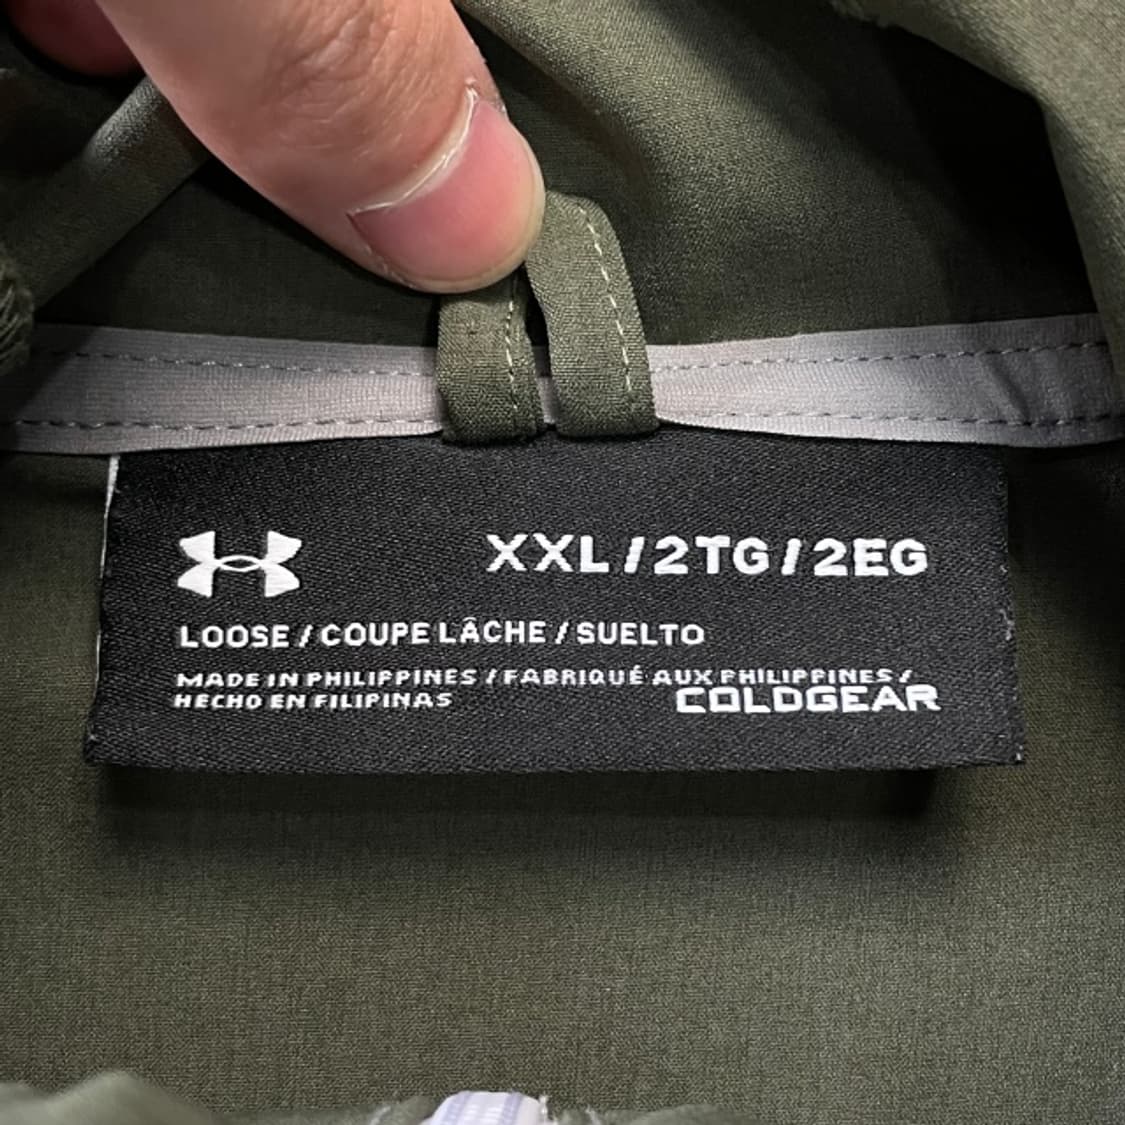 XXL / 2TG / 2EG
LOOSE / COUPE LÂCHE / SUELTO
MADE IN PHILIPPINES / FABRIQUÉ AUX PHILIPPINES /
HECHO EN FILIPINAS
COLDGEAR